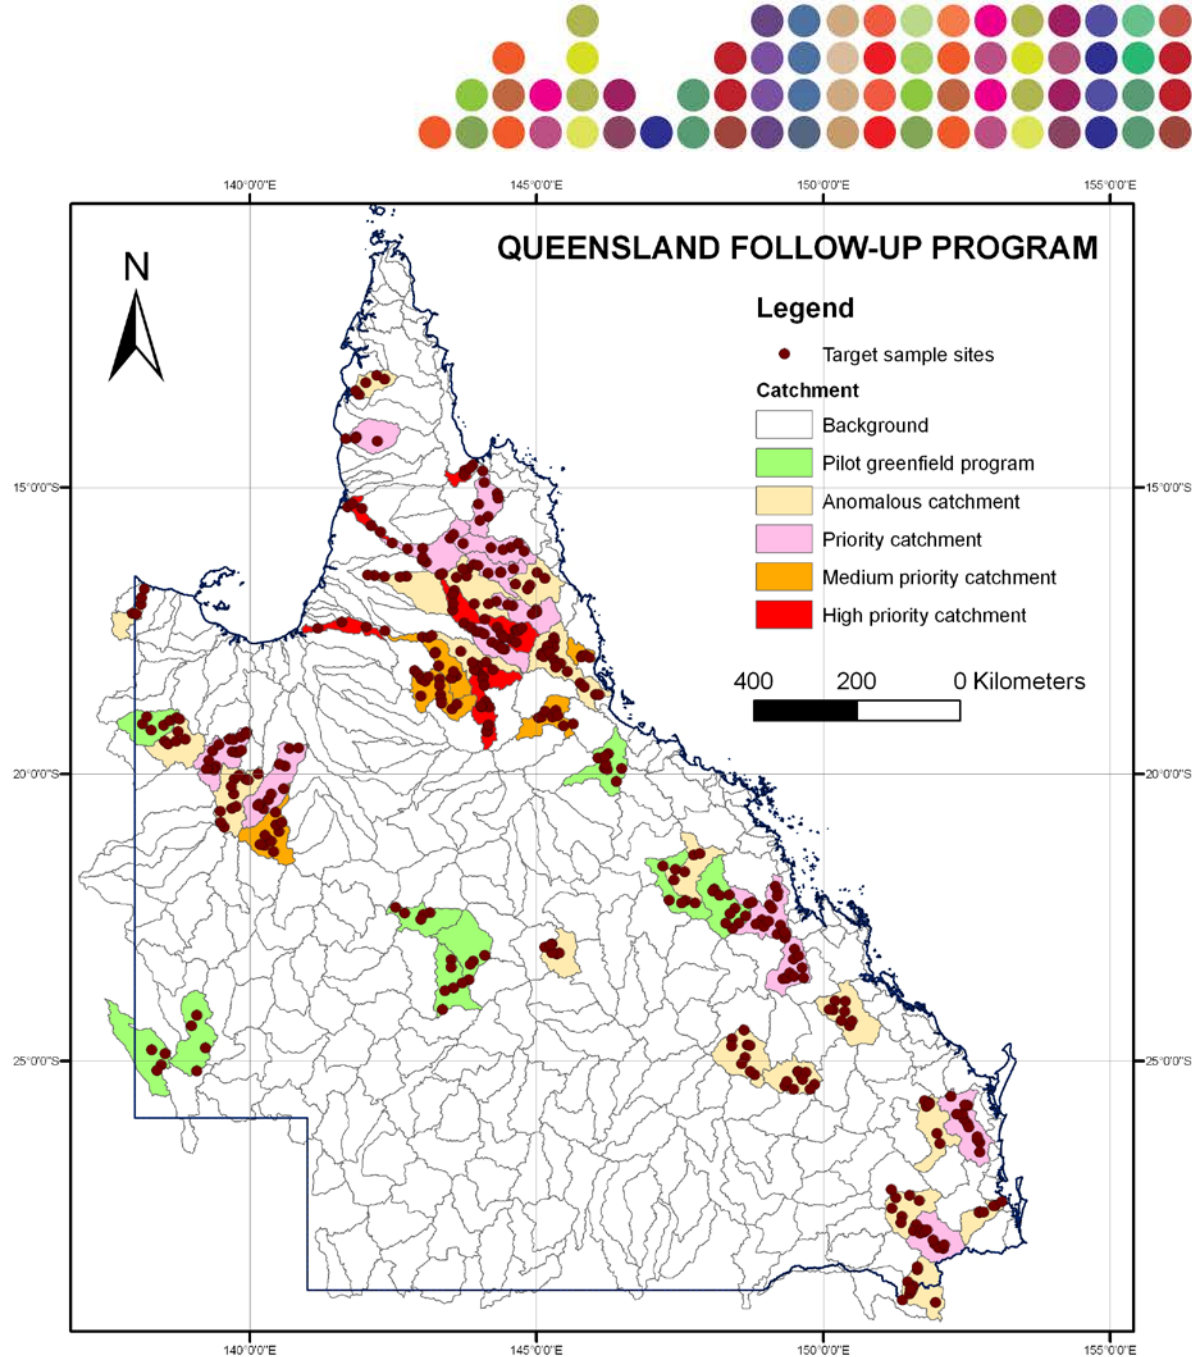 140°0'0"E 145°0'0"E 150°0'0"E 155°0'0"E
QUEENSLAND FOLLOW-UP PROGRAM
N
Legend
Target sample sites
Catchment
Background
Pilot greenfield program
Anomalous catchment
Priority catchment
Medium priority catchment
High priority catchment
15°0'0"S 15°0'0"S
400 200 0 Kilometers
20°0'0"S 20°0'0"S
25°0'0"S 25°0'0"S
140°0'0"E 145°0'0"E 150°0'0"E 155°0'0"E